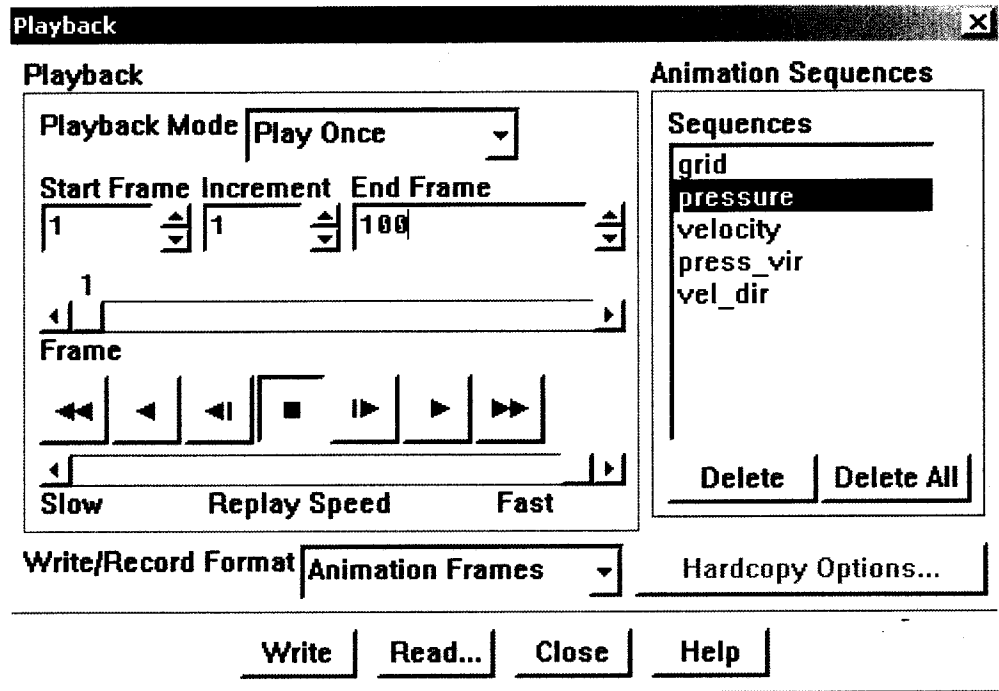 Playback
Playback
Animation Sequences
Playback Mode Play Once
Start Frame Increment End Frame
1 1 100
1
Frame
Slow Replay Speed Fast
Sequences
grid
pressure
velocity
press_vir
vel_dir
Delete Delete All
Write/Record Format Animation Frames
Hardcopy Options...
Write Read... Close Help